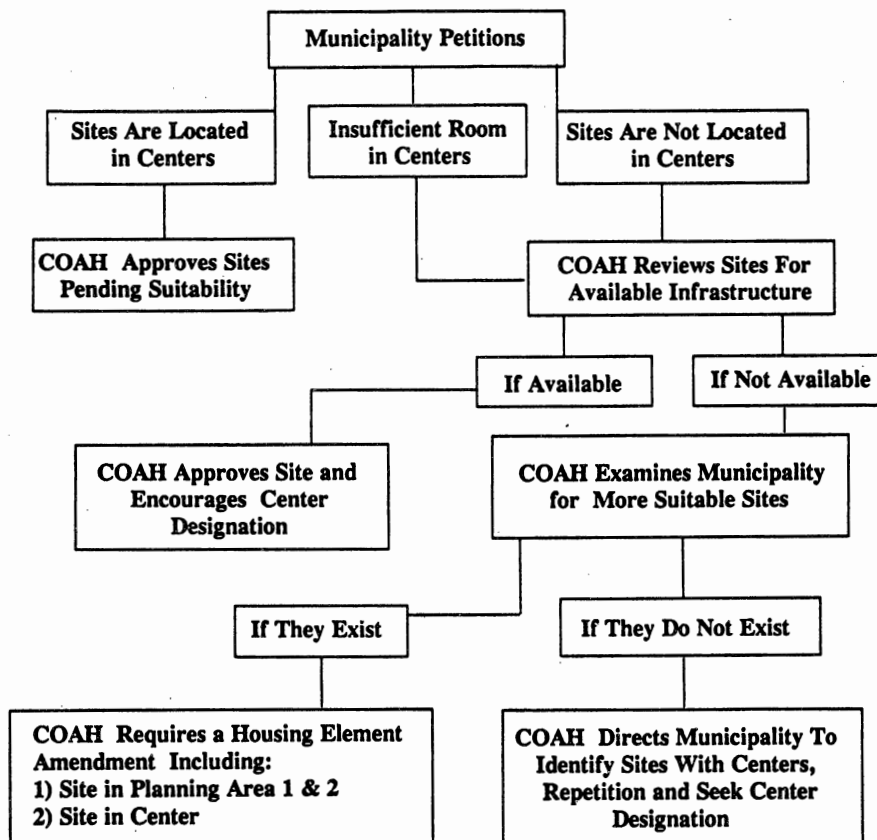 Municipality Petitions
Sites Are Located
in Centers
Insufficient Room
in Centers
Sites Are Not Located
in Centers
COAH Approves Sites
Pending Suitability
COAH Reviews Sites For
Available Infrastructure
If Available
If Not Available
COAH Approves Site and
Encourages Center
Designation
COAH Examines Municipality
for More Suitable Sites
If They Exist
If They Do Not Exist
COAH Requires a Housing Element
Amendment Including:
1) Site in Planning Area 1 & 2
2) Site in Center
COAH Directs Municipality To
Identify Sites With Centers,
Repetition and Seek Center
Designation